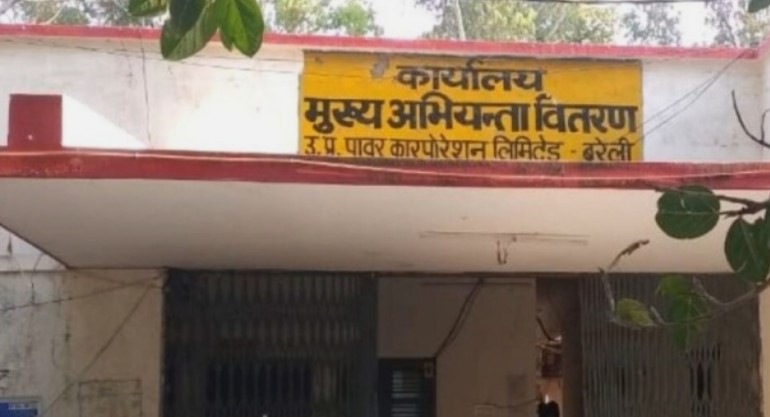 कार्यालय
मुख्य अभियन्ता वितरण
उ. प्र. पावर कारपोरेशन लिमिटेड - बरेली